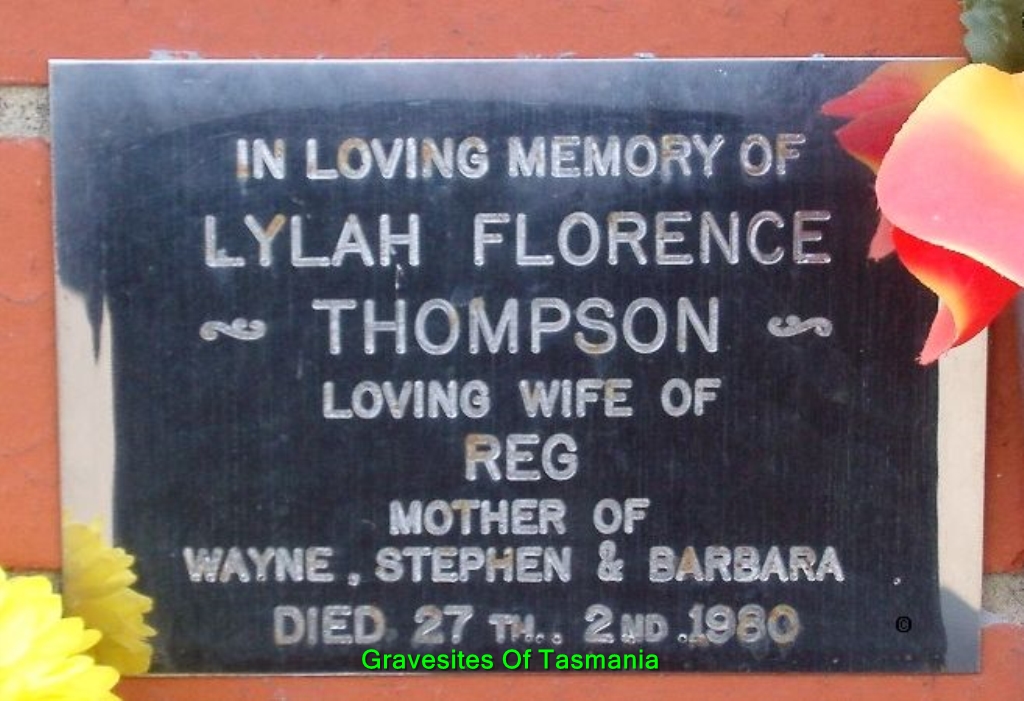 IN LOVING MEMORY OF
LYLAH FLORENCE
THOMPSON
LOVING WIFE OF
REG
MOTHER OF
WAYNE, STEPHEN & BARBARA
DIED 27 TH.. 2 ND .1980
©
Gravesites Of Tasmania